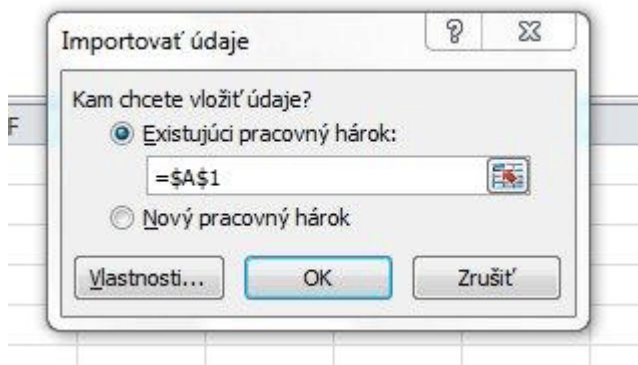 Importovať údaje
F
Kam chcete vložiť údaje?
Existujúci pracovný hárok:
=$A$1
Nový pracovný hárok
Vlastnosti... OK Zrušiť